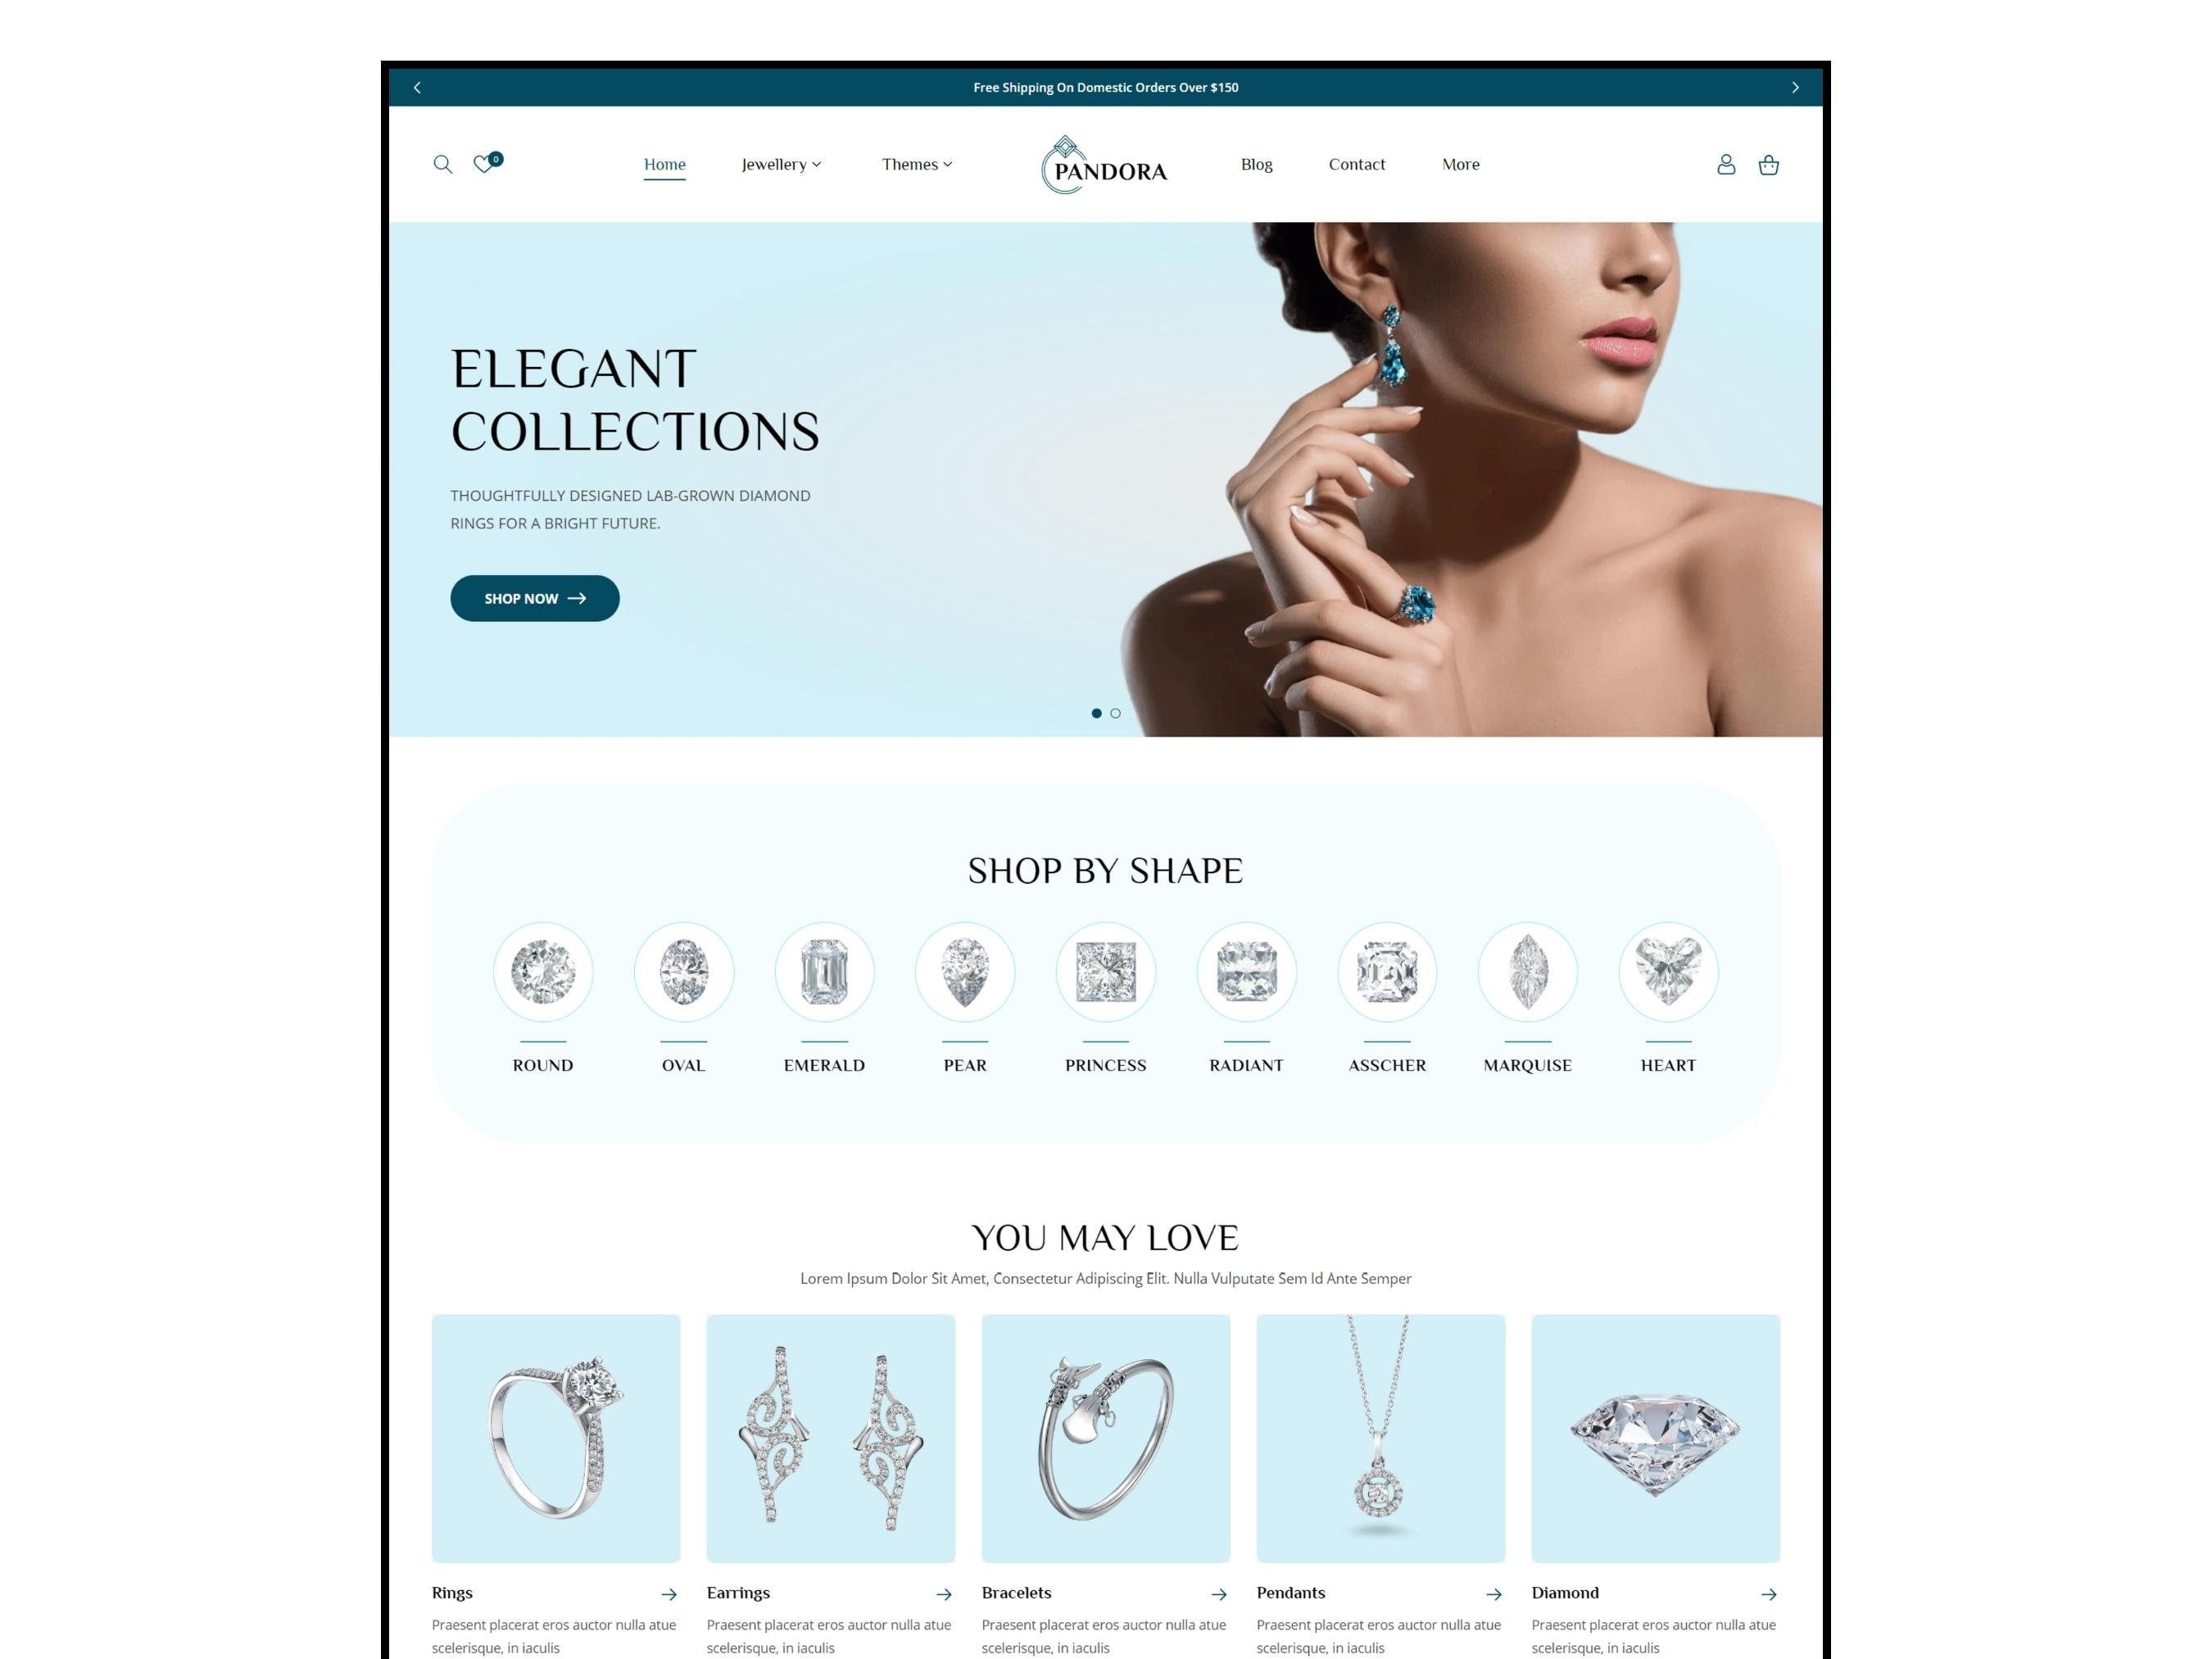 Free Shipping On Domestic Orders Over $150
0
Home
Jewellery
Themes
PANDORA
Blog
Contact
More
ELEGANT
COLLECTIONS
THOUGHTFULLY DESIGNED LAB-GROWN DIAMOND
RINGS FOR A BRIGHT FUTURE.
SHOP NOW
SHOP BY SHAPE
ROUND
OVAL
EMERALD
PEAR
PRINCESS
RADIANT
ASSCHER
MARQUISE
HEART
YOU MAY LOVE
Lorem Ipsum Dolor Sit Amet, Consectetur Adipiscing Elit. Nulla Vulputate Sem Id Ante Semper
Rings
Praesent placerat eros auctor nulla atue
scelerisque, in iaculis
Earrings
Praesent placerat eros auctor nulla atue
scelerisque, in iaculis
Bracelets
Praesent placerat eros auctor nulla atue
scelerisque, in iaculis
Pendants
Praesent placerat eros auctor nulla atue
scelerisque, in iaculis
Diamond
Praesent placerat eros auctor nulla atue
scelerisque, in iaculis